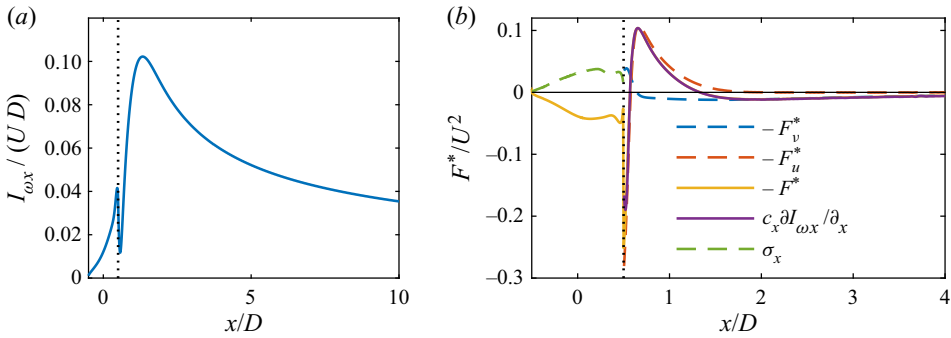 (a)
0.10
0.08
0.06
0.04
0.02
0
I_ωx / (U D)
0
5
10
x/D
(b)
0.1
0
−0.1
−0.2
−0.3
F*/U²
−F*_v
−F*_u
−F*
c_x∂I_ωx/∂_x
σ_x
0
1
2
3
4
x/D